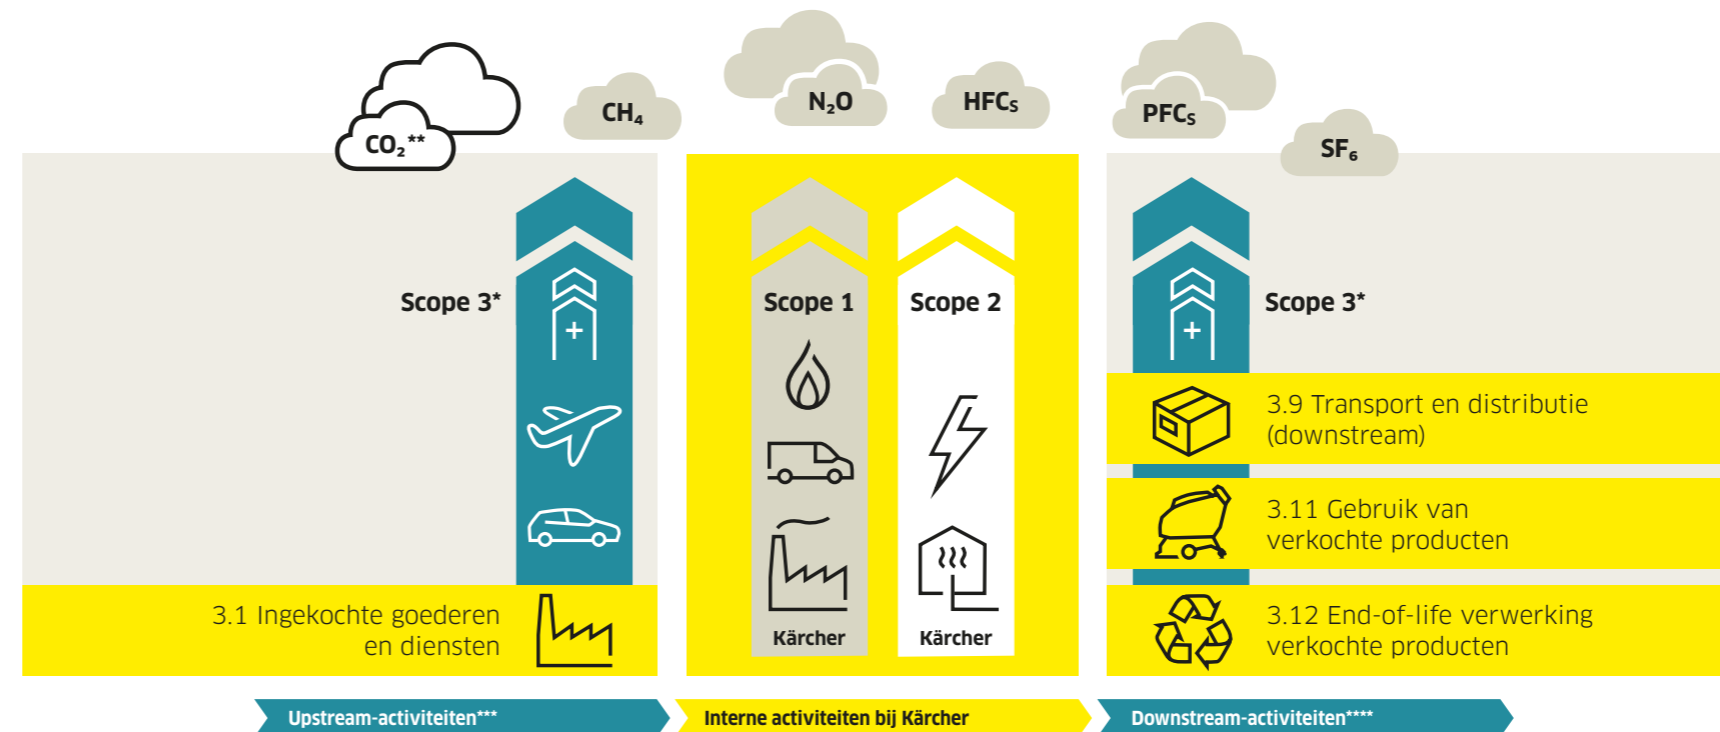 CO₂**
CH₄
N₂O
HFCs
PFCs
SF₆
Scope 3*
Scope 1
Scope 2
Scope 3*
+
+
3.9 Transport en distributie
(downstream)
3.11 Gebruik van
verkochte producten
3.1 Ingekochte goederen
en diensten
Kärcher
Kärcher
3.12 End-of-life verwerking
verkochte producten
Upstream-activiteiten***
Interne activiteiten bij Kärcher
Downstream-activiteiten****